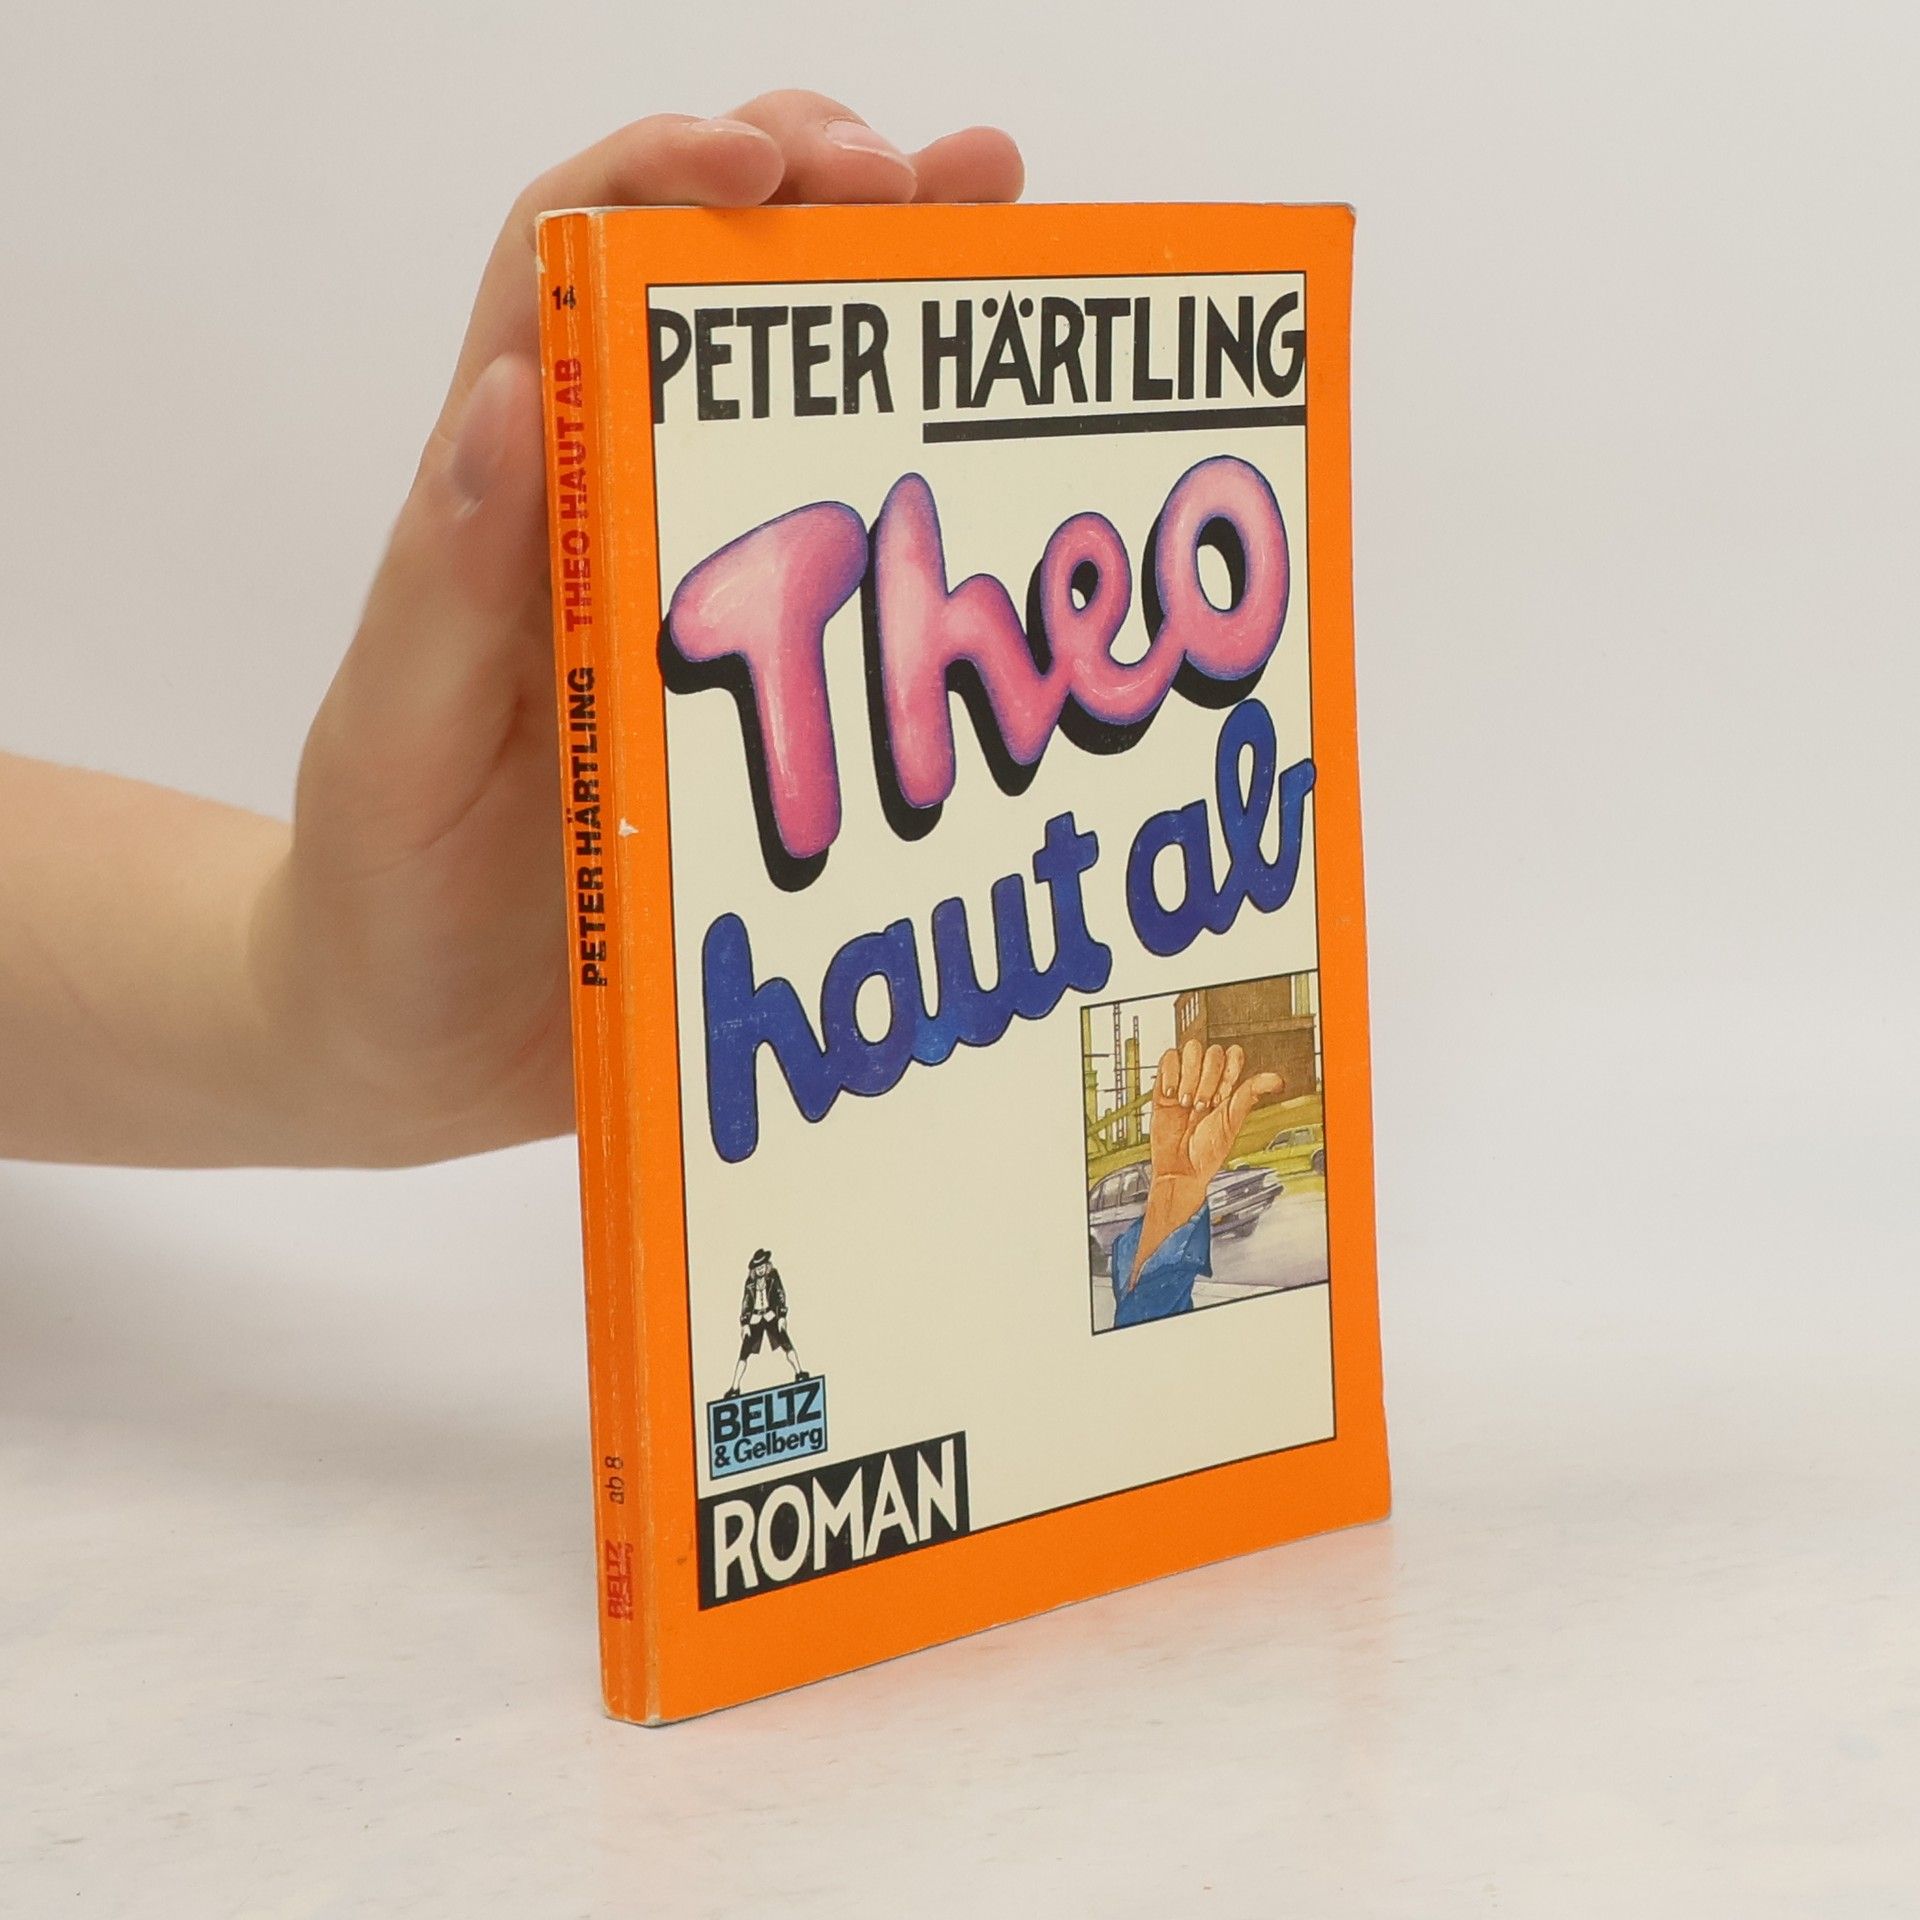 PETER HÄRTLING
Theo
haut ab
BELTZ
& Gelberg
ROMAN
14
PETER HÄRTLING THEO HAUT AB
ab 8
BELTZ
& Gelberg